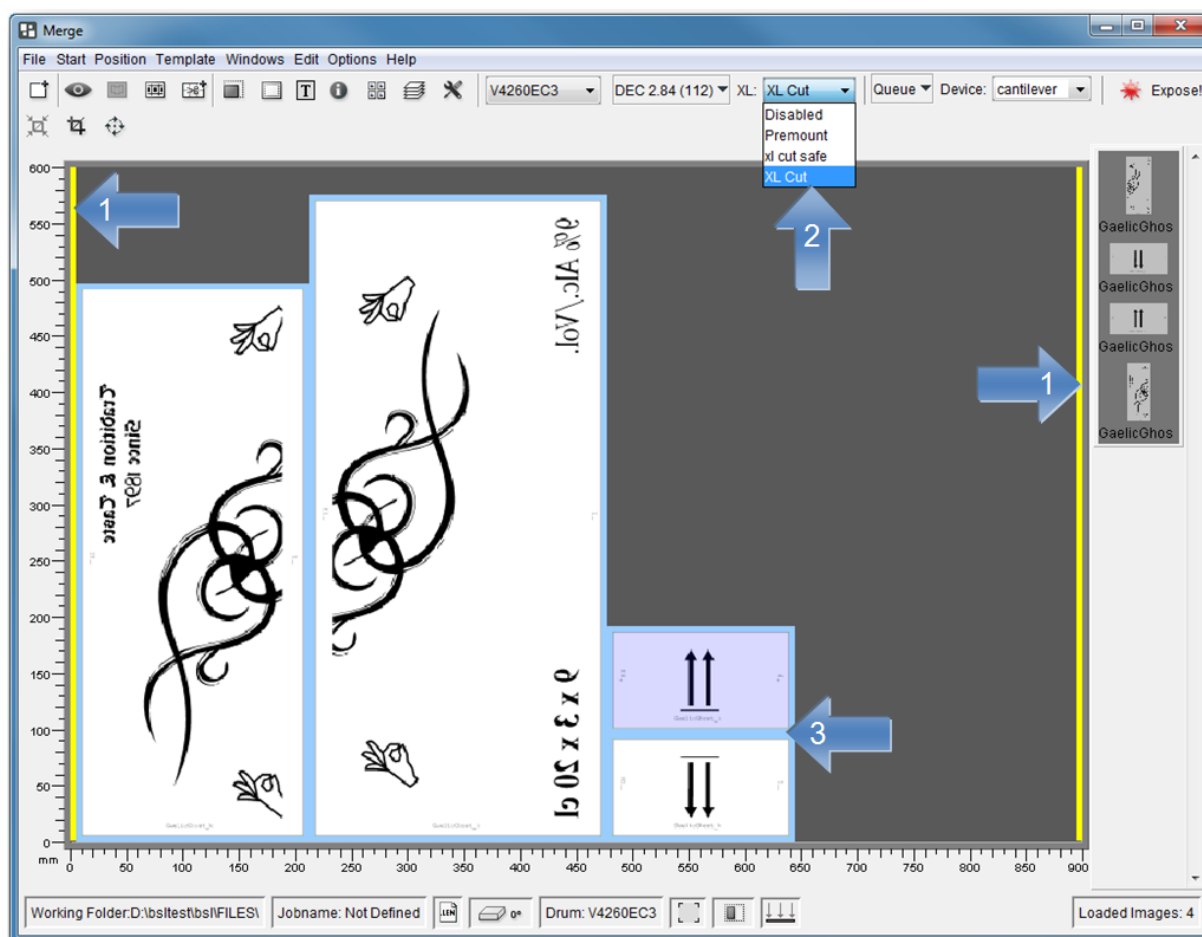 Merge
File Start Position Template Windows Edit Options Help
V4260EC3 DEC 2.84 (112) XL: XL Cut Queue Device: cantilever Expose!
Disabled
Premount
xl cut safe
XL Cut
1
2
GaelicGhos
GaelicGhos
GaelicGhos
GaelicGhos
1
600
550
500
450
400
350
300
250
200
150
100
50
0
mm
Tradition & Taste
Since 1897
9% Alc./Vol.
9 x 3 x 20 cl
3
0 50 100 150 200 250 300 350 400 450 500 550 600 650 700 750 800 850 900
Working Folder:D:\bsltest\bsl\FILES\ Jobname: Not Defined .LEN 0° Drum: V4260EC3 Loaded Images: 4